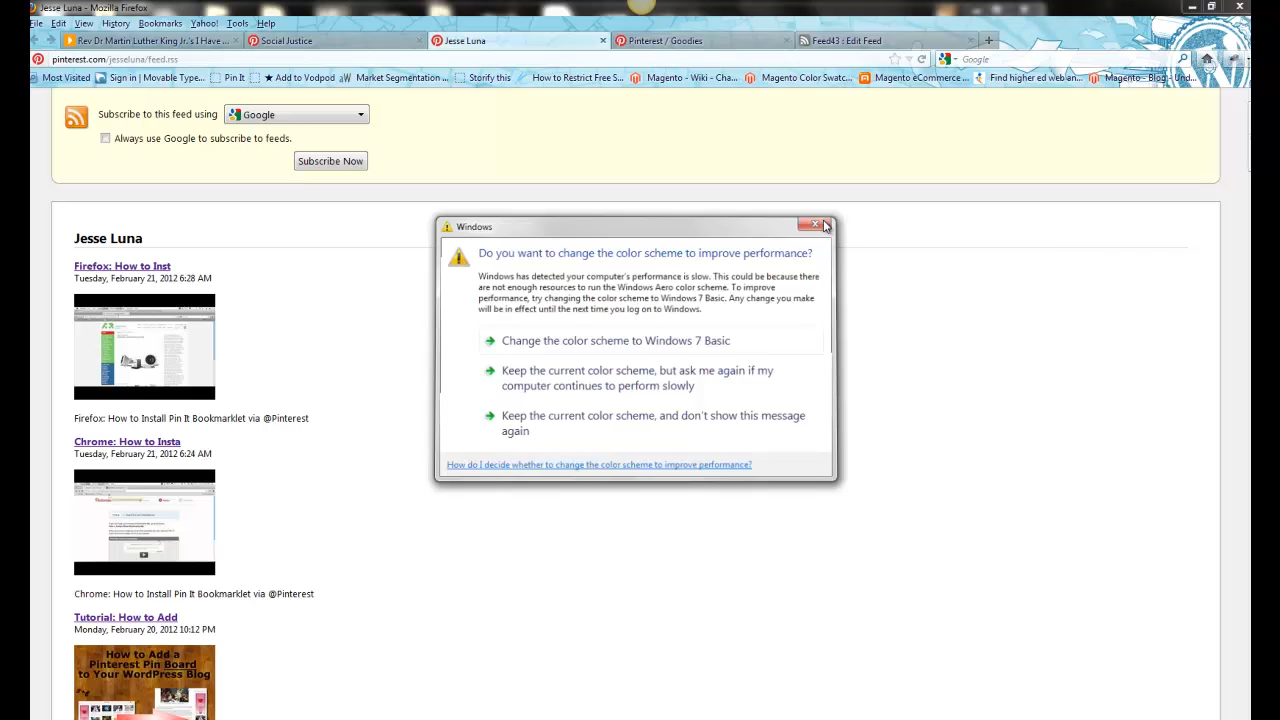 Jesse Luna - Mozilla Firefox
File Edit View History Bookmarks Yahoo! Tools Help
Rev Dr Martin Luther King Jr.'s I Have ... Social Justice Jesse Luna Pinterest / Goodies Feed43 : Edit Feed
pinterest.com/jesseluna/feed.rss Google
Most Visited Sign in | Movable Type... Pin It ★ Add to Vodpod Market Segmentation ... Storify this How to Restrict Free S... Magento - Wiki - Chan... Magento Color Swatc... Magento eCommerce ... Find higher ed web an... Magento - Blog - Und...
Subscribe to this feed using Google
Always use Google to subscribe to feeds.
Subscribe Now
Jesse Luna
Firefox: How to Inst
Tuesday, February 21, 2012 6:28 AM
Firefox: How to Install Pin It Bookmarklet via @Pinterest
Chrome: How to Insta
Tuesday, February 21, 2012 6:24 AM
Chrome: How to Install Pin It Bookmarklet via @Pinterest
Tutorial: How to Add
Monday, February 20, 2012 10:12 PM
How to Add a
Pinterest Pin Board
to Your WordPress Blog
Windows
Do you want to change the color scheme to improve performance?
Windows has detected your computer's performance is slow. This could be because there
are not enough resources to run the Windows Aero color scheme. To improve
performance, try changing the color scheme to Windows 7 Basic. Any change you make
will be in effect until the next time you log on to Windows.
Change the color scheme to Windows 7 Basic
Keep the current color scheme, but ask me again if my
computer continues to perform slowly
Keep the current color scheme, and don't show this message
again
How do I decide whether to change the color scheme to improve performance?